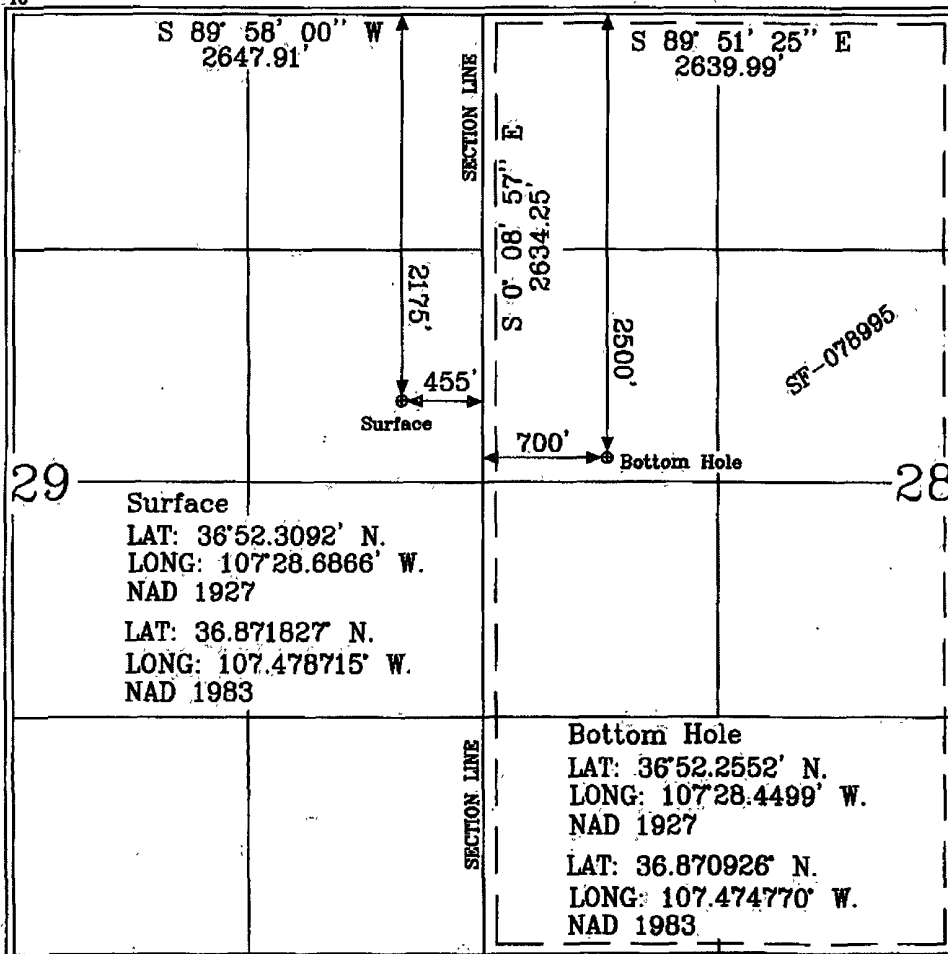 S 89° 58' 00" W
2647.91'
S 89° 51' 25" E
2639.99'
SECTION LINE
S 0° 08' 57" E
2634.25'
2175'
2500'
SF-078995
455'
Surface
700'
Bottom Hole
29
28
Surface
LAT: 36°52.3092' N.
LONG: 107°28.6866' W.
NAD 1927
LAT: 36.871827° N.
LONG: 107.478715° W.
NAD 1983
SECTION LINE
Bottom Hole
LAT: 36°52.2552' N.
LONG: 107°28.4499' W.
NAD 1927
LAT: 36.870926° N.
LONG: 107.474770° W.
NAD 1983